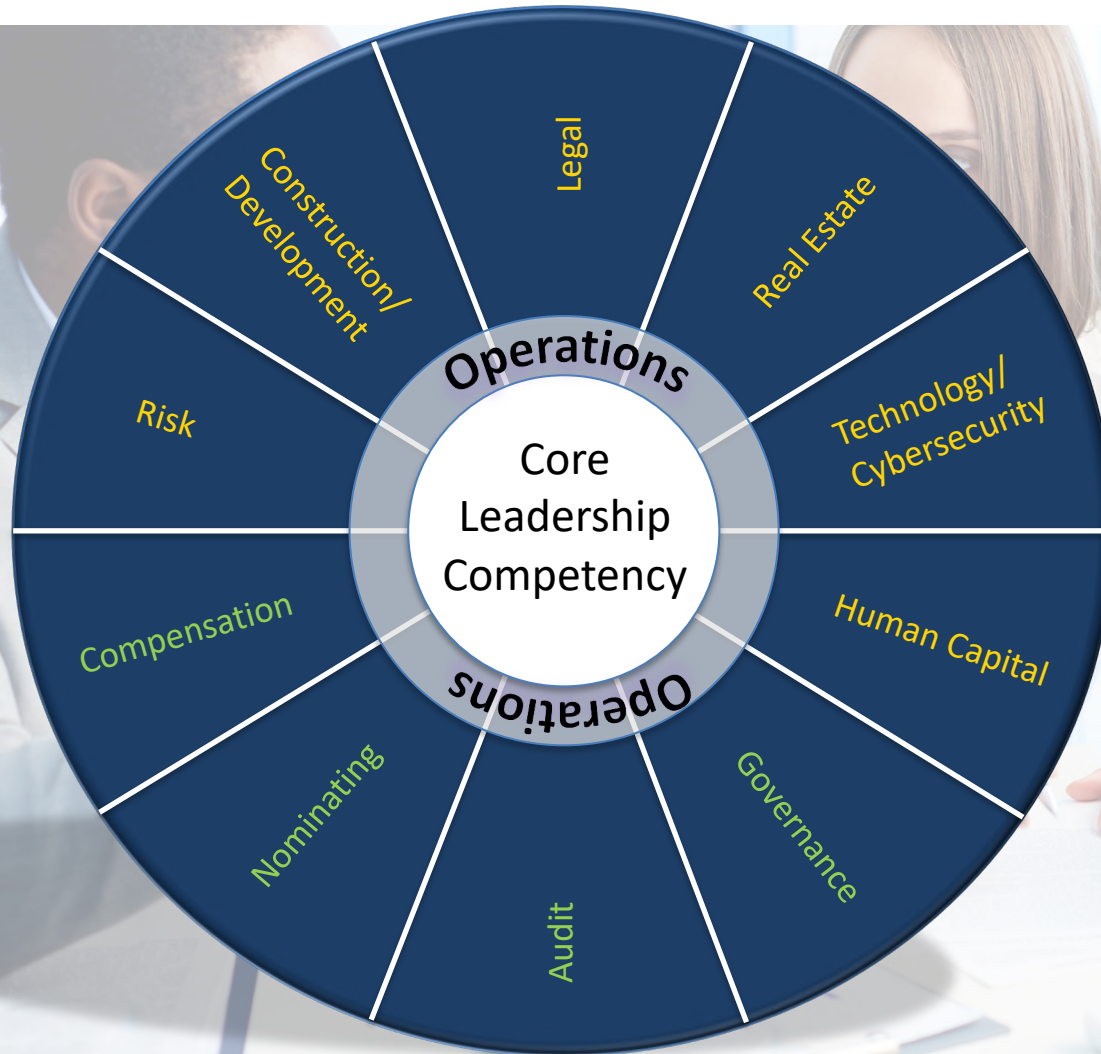 Legal
Real Estate
Technology/
Cybersecurity
Human Capital
Governance
Audit
Nominating
Compensation
Risk
Construction/
Development
Operations
Core
Leadership
Competency
Operations